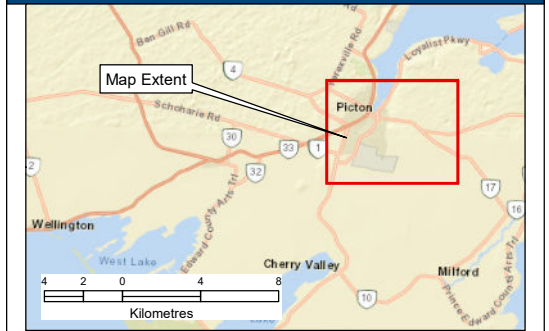 Ben Gill Rd
Loyalist Pkwy
4
Map Extent
Picton
Schoharie Rd
30
33
1
32
2
17
16
Wellington
West Lake
Edward County Arts Trl
Cherry Valley
Milford
Prince Edward County Arts Trl
4 2 0 4 8
Kilometres
10